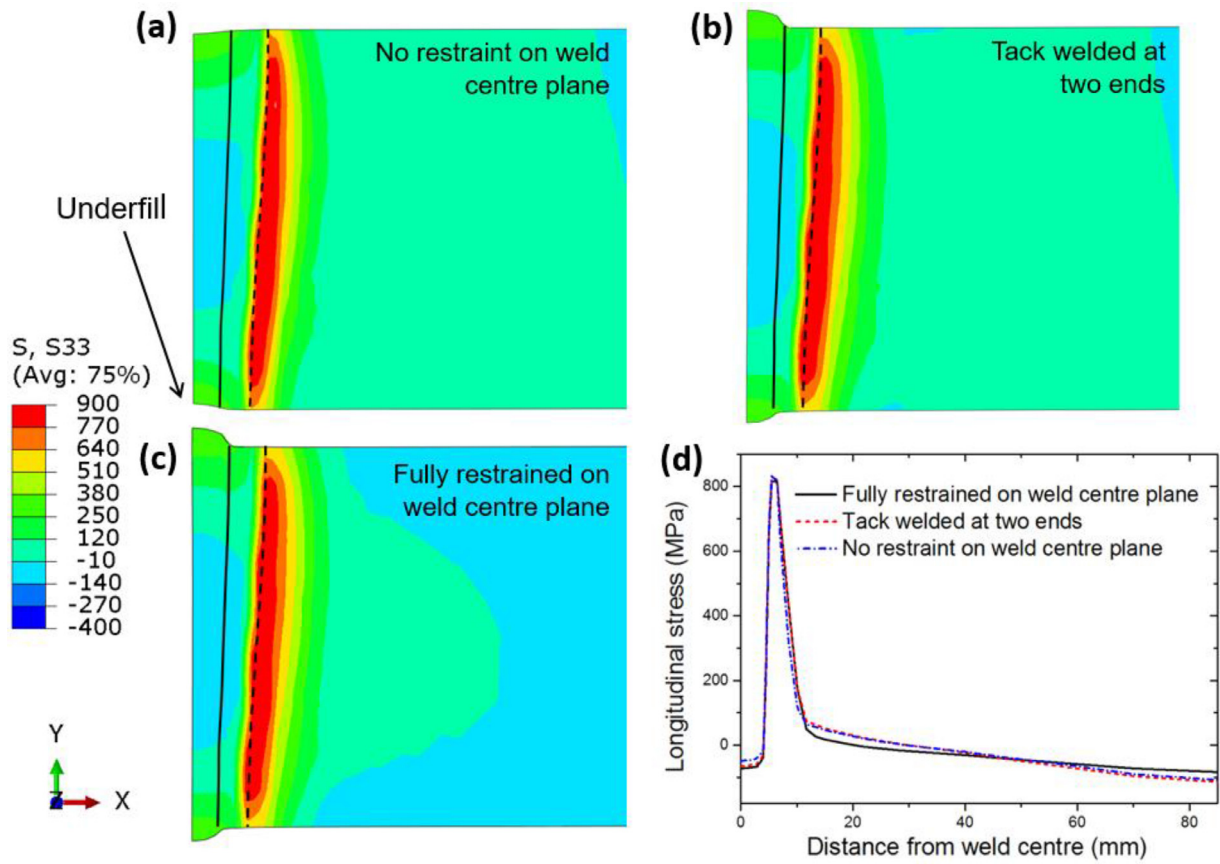 (a)
No restraint on weld
centre plane
(b)
Tack welded at
two ends
Underfill
S, S33
(Avg: 75%)
900
770
640
510
380
250
120
-10
-140
-270
-400
Y
Z
X
(c)
Fully restrained on
weld centre plane
(d)
Longitudinal stress (MPa)
800
600
400
200
0
Fully restrained on weld centre plane
Tack welded at two ends
No restraint on weld centre plane
0
20
40
60
80
Distance from weld centre (mm)